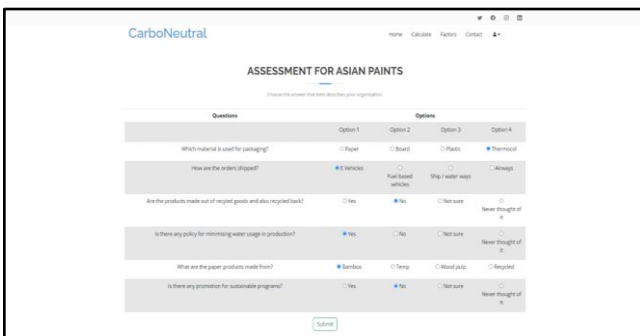 CarboNeutral
Home Calculate Factors Contact
ASSESSMENT FOR ASIAN PAINTS
Choose the answer that best describes your organisation.
Questions Options
Option 1 Option 2 Option 3 Option 4
Which material is used for packaging? Paper Board Plastic Thermocol
How are the orders shipped? E Vehicles Fuel based vehicles Ship / water ways Airways
Are the products made out of recyled goods and also recycled back? Yes No Not sure Never thought of it
Is there any policy for minimising water usage in production? Yes No Not sure Never thought of it
What are the paper products made from? Bamboo Temp Wood pulp Recycled
Is there any promotion for sustainable programs? Yes No Not sure Never thought of it
Submit